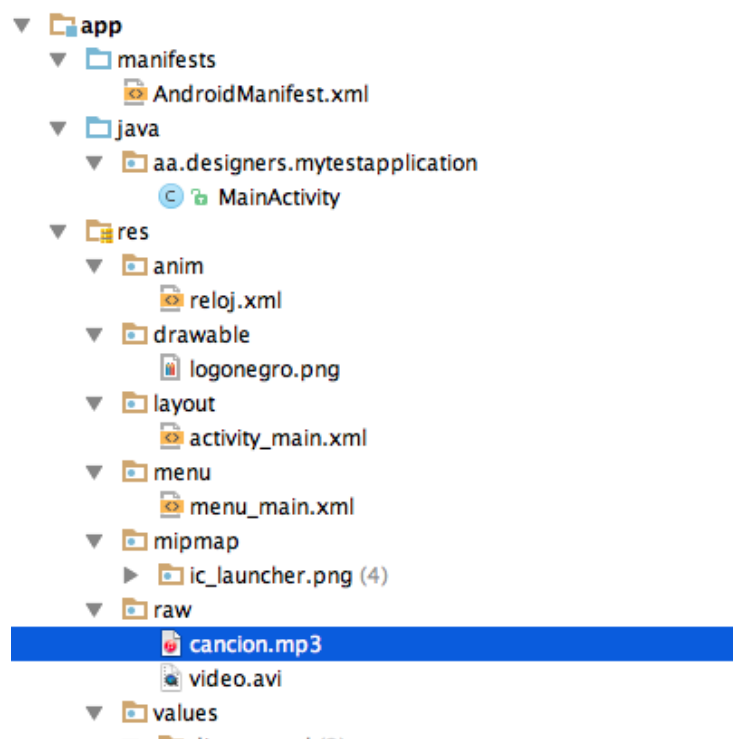 app
manifests
AndroidManifest.xml
java
aa.designers.mytestapplication
MainActivity
res
anim
reloj.xml
drawable
logonegro.png
layout
activity_main.xml
menu
menu_main.xml
mipmap
ic_launcher.png (4)
raw
cancion.mp3
video.avi
values